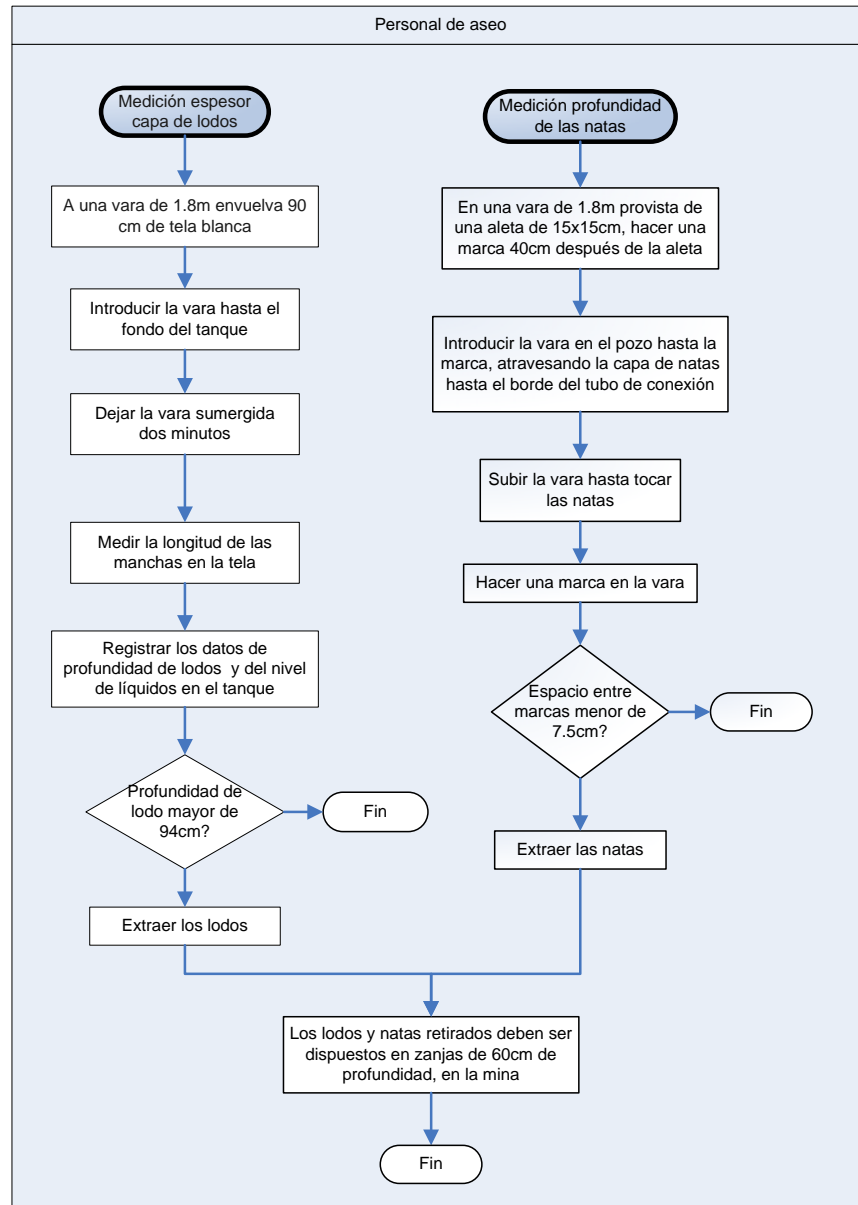 Personal de aseo
Medición espesor
capa de lodos
A una vara de 1.8m envuelva 90
cm de tela blanca
Introducir la vara hasta el
fondo del tanque
Dejar la vara sumergida
dos minutos
Medir la longitud de las
manchas en la tela
Registrar los datos de
profundidad de lodos y del nivel
de líquidos en el tanque
Profundidad de
lodo mayor de
94cm?
Fin
Extraer los lodos
Medición profundidad
de las natas
En una vara de 1.8m provista de
una aleta de 15x15cm, hacer una
marca 40cm después de la aleta
Introducir la vara en el pozo hasta la
marca, atravesando la capa de natas
hasta el borde del tubo de conexión
Subir la vara hasta tocar
las natas
Hacer una marca en la vara
Espacio entre
marcas menor de
7.5cm?
Fin
Extraer las natas
Los lodos y natas retirados deben ser
dispuestos en zanjas de 60cm de
profundidad, en la mina
Fin